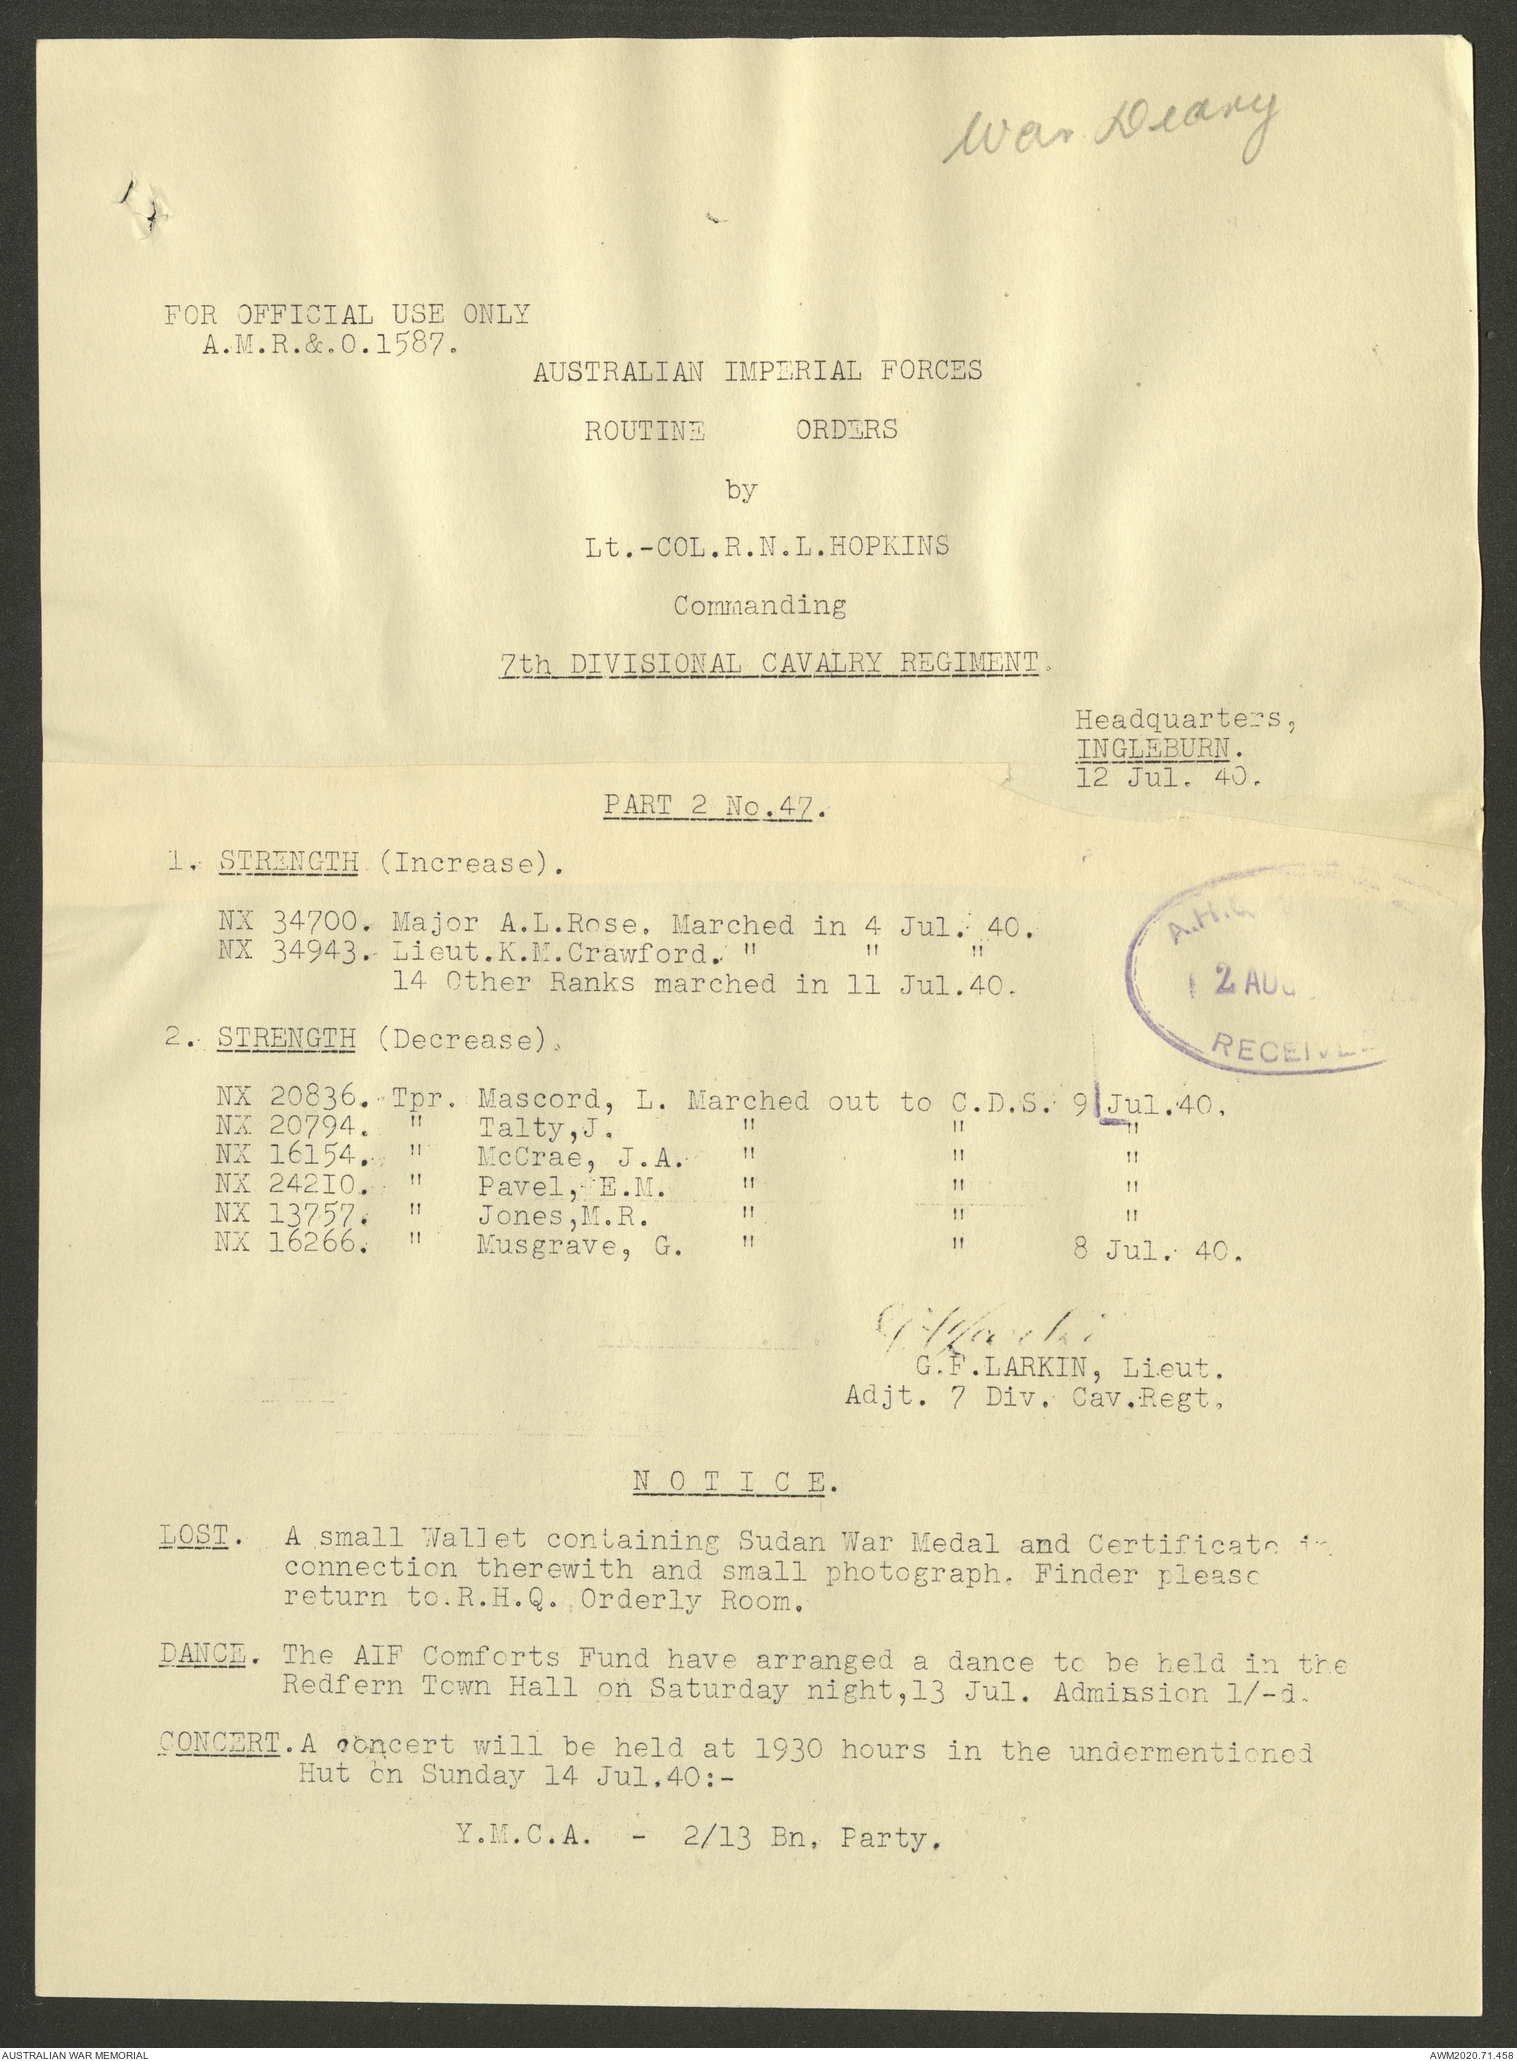 War Deary
FOR OFFICIAL USE ONLY
A.M.R.&.O.1587.
AUSTRALIAN IMPERIAL FORCES
ROUTINE ORDERS
by
Lt.-COL.R.N.L.HOPKINS
Commanding
7th DIVISIONAL CAVALRY REGIMENT.
Headquarters,
INGLEBURN.
12 Jul. 40.
PART 2 No.47.
1. STRENGTH (Increase).
NX 34700. Major A.L.Rose. Marched in 4 Jul. 40.
NX 34943. Lieut.K.M.Crawford. " " "
14 Other Ranks marched in 11 Jul.40.
A.H.Q
12 AUG
RECEIVED
2. STRENGTH (Decrease).
NX 20836. Tpr. Mascord, L. Marched out to C.D.S. 9 Jul.40.
NX 20794. " Talty,J. " " "
NX 16154. " McCrae, J.A. " " "
NX 24210. " Pavel, E.M. " " "
NX 13757. " Jones,M.R. " " "
NX 16266. " Musgrave, G. " " 8 Jul. 40.
G.F.LARKIN, Lieut.
Adjt. 7 Div. Cav.Regt.
N O T I C E.
LOST. A small Wallet containing Sudan War Medal and Certificate in
connection therewith and small photograph. Finder please
return to R.H.Q. Orderly Room.
DANCE. The AIF Comforts Fund have arranged a dance to be held in the
Redfern Town Hall on Saturday night,13 Jul. Admission 1/-d.
CONCERT. A concert will be held at 1930 hours in the undermentioned
Hut on Sunday 14 Jul.40:-
Y.M.C.A. - 2/13 Bn. Party.
AUSTRALIAN WAR MEMORIAL
AWM2020.71.458